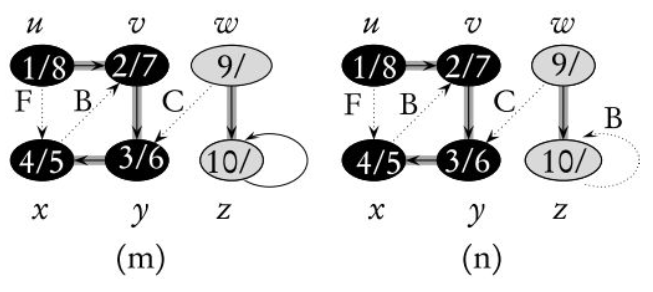 u v w u v w
1/8 2/7 9/ 1/8 2/7 9/
F B C F B C B
4/5 3/6 10/ 4/5 3/6 10/
x y z x y z
(m) (n)